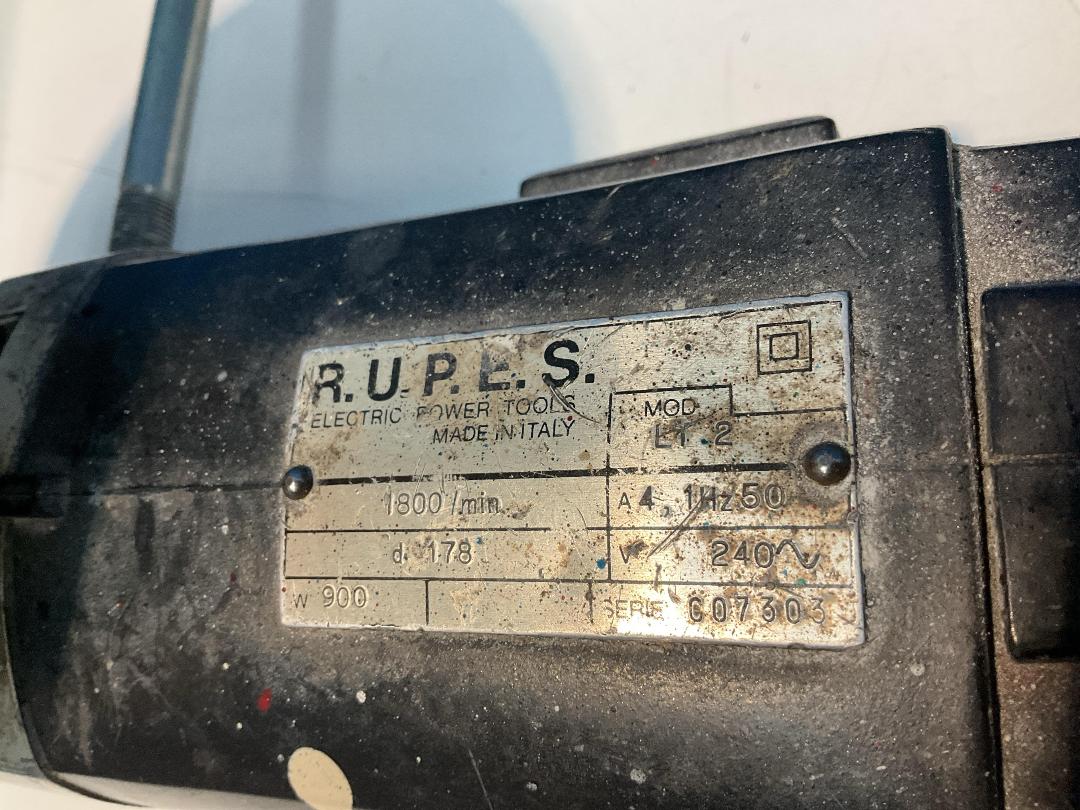 R.U.P.E.S.
ELECTRIC POWER TOOLS
MADE IN ITALY
MOD
LT 2
1800/min
A 4,1 Hz 50
d. 178
V 240
W 900
SERIE C07303